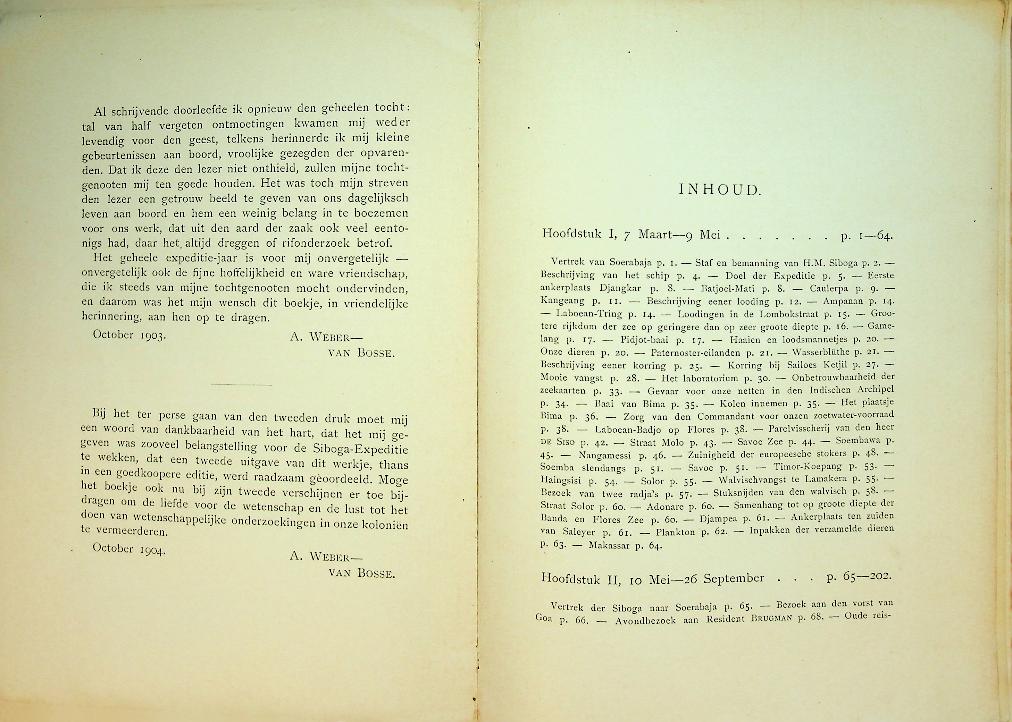 Al schrijvende doorleefde ik opnieuw den geheelen tocht:
tal van half vergeten ontmoetingen kwamen mij weder
levendig voor den geest, telkens herinnerde ik mij kleine
gebeurtenissen aan boord, vroolijke gezegden der opvaren-
den. Dat ik deze den lezer niet onthield, zullen mijne tocht-
genooten mij ten goede houden. Het was toch mijn streven
den lezer een getrouw beeld te geven van ons dagelijksch
leven aan boord en hem een weinig belang in te boezemen
voor ons werk, dat uit den aard der zaak ook veel eento-
nigs had, daar het altijd dreggen of rifonderzoek betrof.
Het geheele expeditie-jaar is voor mij onvergetelijk —
onvergetelijk ook de fijne hoffelijkheid en ware vriendschap,
die ik steeds van mijne tochtgenooten mocht ondervinden,
en daarom was het mijn wensch dit boekje, in vriendelijke
herinnering, aan hen op te dragen.
October 1903. A. WEBER—
VAN BOSSE.
Bij het ter perse gaan van den tweeden druk moet mij
een woord van dankbaarheid van het hart, dat het mij ge-
geven was zooveel belangstelling voor de Siboga-Expeditie
te wekken, dat een tweede uitgave van dit werkje, thans
in een goedkoopere editie, werd raadzaam geoordeeld. Moge
het boekje ook nu bij zijn tweede verschijnen er toe bij-
dragen om de liefde voor de wetenschap en de lust tot het
doen van wetenschappelijke onderzoekingen in onze koloniën
te vermeerderen.
October 1904. A. WEBER—
VAN BOSSE.
INHOUD.
Hoofdstuk I, 7 Maart—9 Mei . . . . . . . p. 1—64.
Vertrek van Soerabaja p. 1. — Staf en bemanning van H.M. Siboga p. 2. —
Beschrijving van het schip p. 4. — Doel der Expeditie p. 5. — Eerste
ankerplaats Djangkar p. 8. — Batjoel-Mati p. 8. — Caulerpa p. 9. —
Kangeang p. 11. — Beschrijving eener looding p. 12. — Ampanan p. 14.
— Laboean-Tring p. 14. — Loodingen in de Lombokstraat p. 15. — Groo-
tere rijkdom der zee op geringere dan op zeer groote diepte p. 16. — Game-
lang p. 17. — Pidjot-baai p. 17. — Haaien en loodsmannetjes p. 20. —
Onze dieren p. 20. — Paternoster-eilanden p. 21. — Wasserblüthe p. 21. —
Beschrijving eener korring p. 25. — Korring bij Sailoes Ketjil p. 27. —
Mooie vangst p. 28. — Het laboratorium p. 30. — Onbetrouwbaarheid der
zeekaarten p. 33. — Gevaar voor onze netten in den Indischen Archipel
p. 34. — Baai van Bima p. 35. — Kolen innemen p. 35. — Het plaatsje
Bima p. 36. — Zorg van den Commandant voor onzen zoetwater-voorraad
p. 38. — Laboean-Badjo op Flores p. 38. — Parelvisscherij van den heer
DE SISO p. 42. — Straat Molo p. 43. — Savoe Zee p. 44. — Soembawa p.
45. — Nangamessi p. 46. — Zuinigheid der europeesche stokers p. 48. —
Soemba slendangs p. 51. — Savoe p. 51. — Timor-Koepang p. 53. —
Haingsisi p. 54. — Solor p. 55. — Walvischvangst te Lamakera p. 55. —
Bezoek van twee radja's p. 57. — Stuksnijden van den walvisch p. 58. —
Straat Solor p. 60. — Adonare p. 60. — Samenhang tot op groote diepte der
Banda en Flores Zee p. 60. — Djampea p. 61. — Ankerplaats ten zuiden
van Saleyer p. 61. — Plankton p. 62. — Inpakken der verzamelde dieren
p. 63. — Makassar p. 64.
Hoofdstuk II, 10 Mei—26 September . . . p. 65—202.
Vertrek der Siboga naar Soerabaja p. 65. — Bezoek aan den vorst van
Goa p. 66. — Avondbezoek aan Resident BRUGMAN p. 68. — Oude reis-